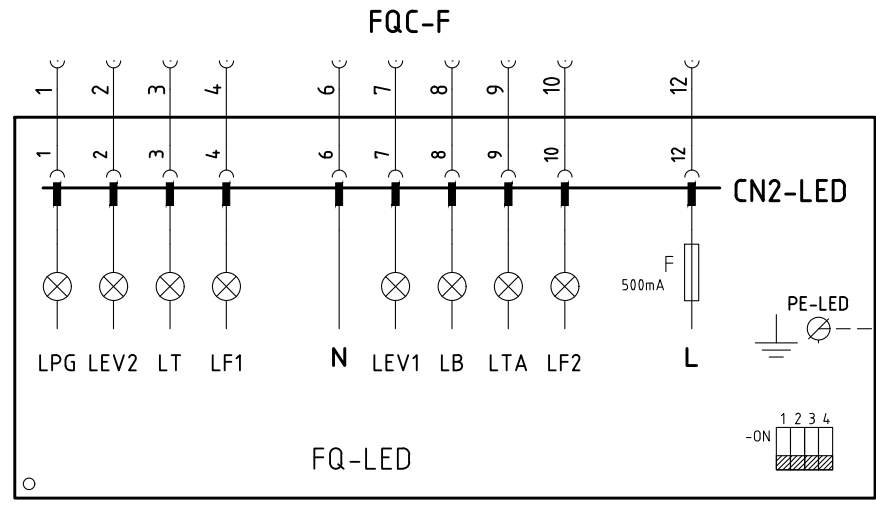 FQC-F
1 2 3 4 6 7 8 9 10 12
1 2 3 4 6 7 8 9 10 12
CN2-LED
F
500mA
PE-LED
LPG LEV2 LT LF1 N LEV1 LB LTA LF2 L
1 2 3 4
-ON
FQ-LED